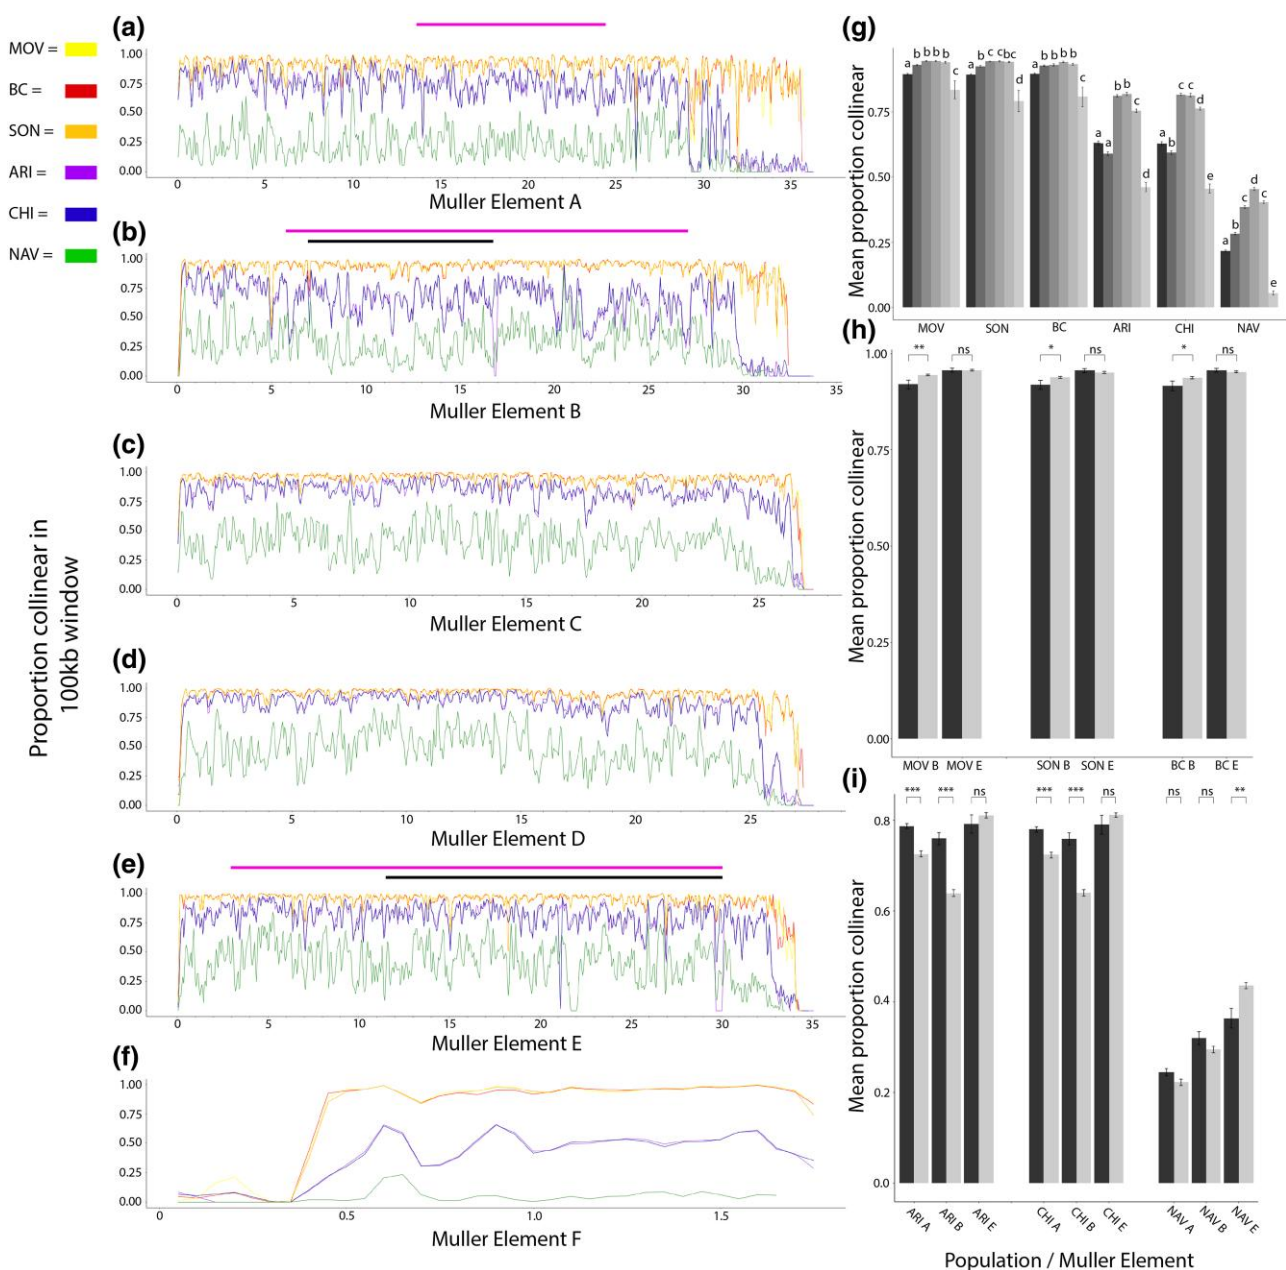 MOV =
BC =
SON =
ARI =
CHI =
NAV =
Proportion collinear in
100kb window
(a)
1.00
0.75
0.50
0.25
0.00
0 5 10 15 20 25 30 35
Muller Element A
(b)
1.00
0.75
0.50
0.25
0.00
0 5 10 15 20 25 30 35
Muller Element B
(c)
1.00
0.75
0.50
0.25
0.00
0 5 10 15 20 25
Muller Element C
(d)
1.00
0.75
0.50
0.25
0.00
0 5 10 15 20 25
Muller Element D
(e)
1.00
0.75
0.50
0.25
0.00
0 5 10 15 20 25 30 35
Muller Element E
(f)
1.00
0.75
0.50
0.25
0.00
0 0.5 1.0 1.5
Muller Element F
(g)
Mean proportion collinear
0.75
0.50
0.25
0.00
a b b b b c
a b c c bc d
a b b b b c
a a b b c d
a b c c d e
a b c d c e
MOV SON BC ARI CHI NAV
(h)
Mean proportion collinear
1.00
0.75
0.50
0.25
0.00
** ns * ns * ns
MOV B MOV E SON B SON E BC B BC E
(i)
Mean proportion collinear
0.8
0.6
0.4
0.2
0.0
*** *** ns *** *** ns ns ns **
ARI A ARI B ARI E CHI A CHI B CHI E NAV A NAV B NAV E
Population / Muller Element